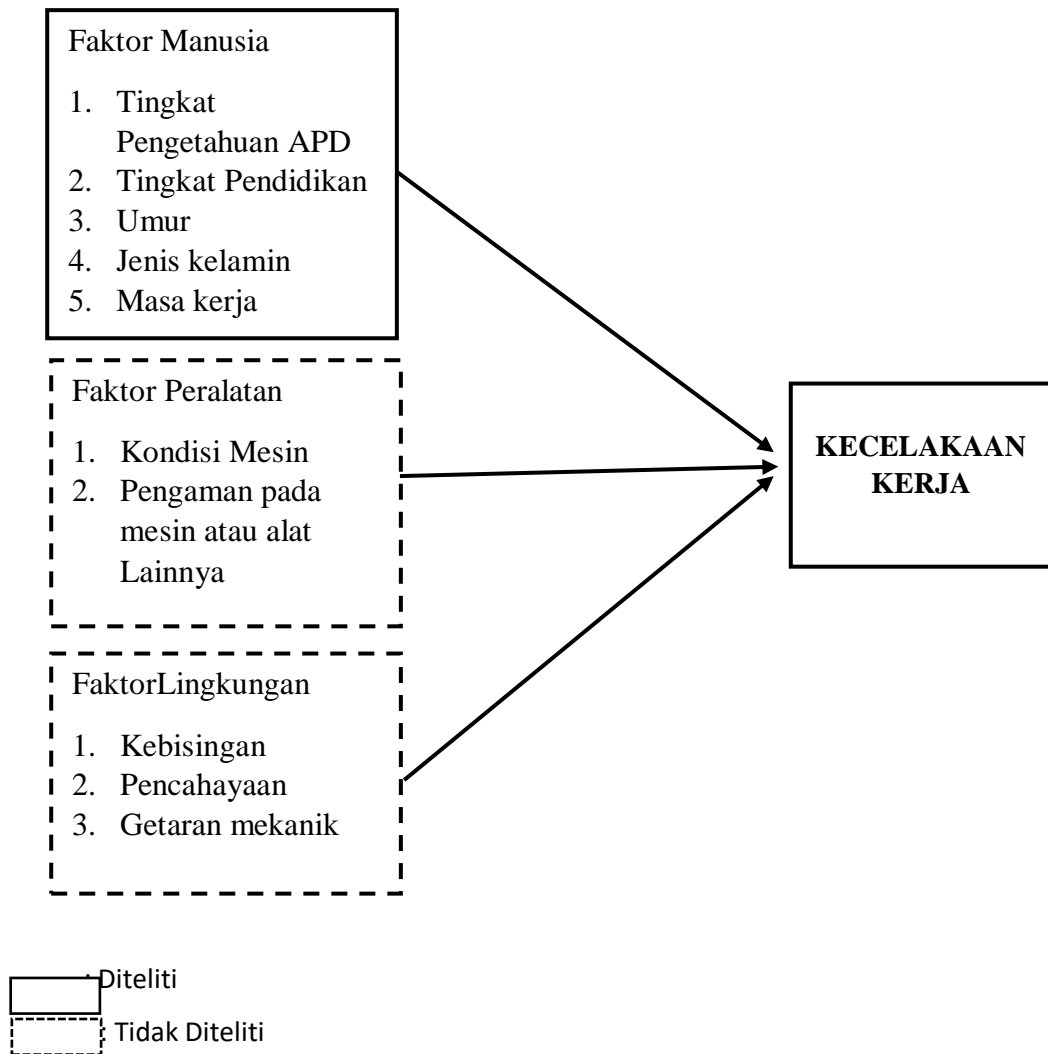 Faktor Manusia
1. Tingkat
Pengetahuan APD
2. Tingkat Pendidikan
3. Umur
4. Jenis kelamin
5. Masa kerja
Faktor Peralatan
1. Kondisi Mesin
2. Pengaman pada
mesin atau alat
Lainnya
FaktorLingkungan
1. Kebisingan
2. Pencahayaan
3. Getaran mekanik
KECELAKAAN
KERJA
: Diteliti
: Tidak Diteliti